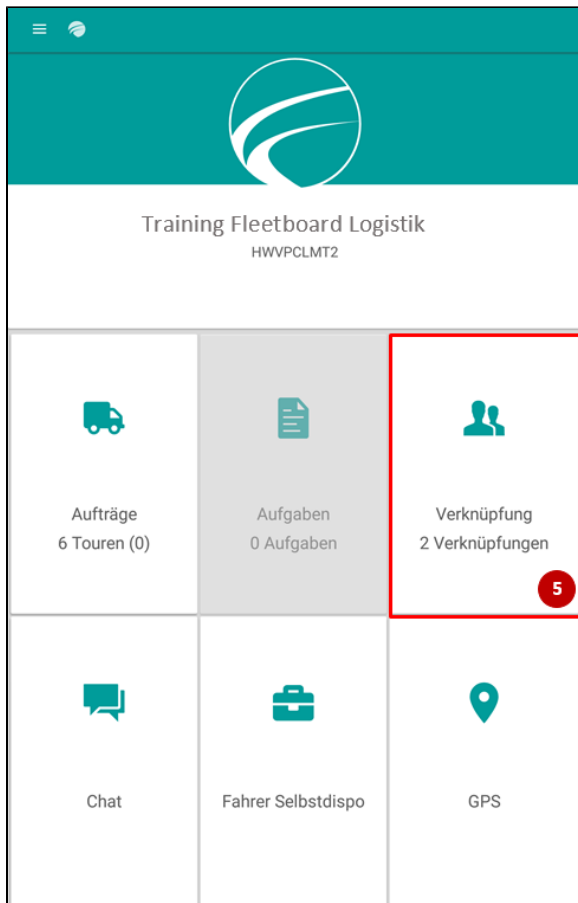 Training Fleetboard Logistik
HWVPCLMT2
Aufträge
6 Touren (0)
Aufgaben
0 Aufgaben
Verknüpfung
2 Verknüpfungen
5
Chat
Fahrer Selbstdispo
GPS